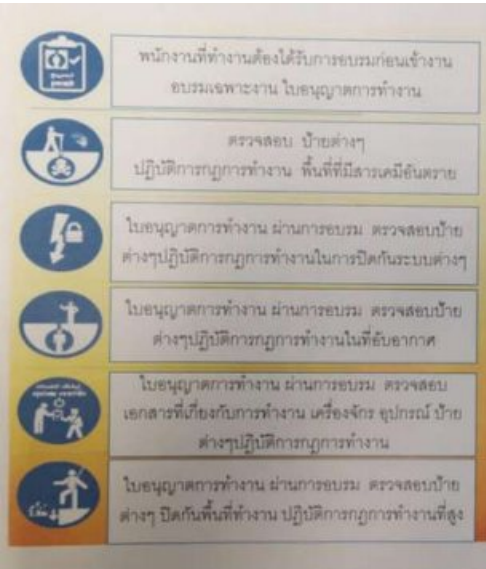 พนักงานที่ทำงานต้องได้รับการอบรมก่อนเข้างาน
อบรมเฉพาะงาน ใบอนุญาตการทำงาน
ตรวจสอบ ป้ายต่างๆ
ปฏิบัติการกฎการทำงาน พื้นที่ที่มีสารเคมีอันตราย
ใบอนุญาตการทำงาน ผ่านการอบรม ตรวจสอบป้าย
ต่างๆปฏิบัติการกฎการทำงานในการปิดกันระบบต่างๆ
ใบอนุญาตการทำงาน ผ่านการอบรม ตรวจสอบป้าย
ต่างๆปฏิบัติการกฎการทำงานในที่อับอากาศ
ใบอนุญาตการทำงาน ผ่านการอบรม ตรวจสอบ
เอกสารที่เกี่ยงกับการทำงาน เครื่องจักร อุปกรณ์ ป้าย
ต่างๆปฏิบัติการกฎการทำงาน
ใบอนุญาตการทำงาน ผ่านการอบรม ตรวจสอบป้าย
ต่างๆ ปิดกันพื้นที่ทำงาน ปฏิบัติการกฎการทำงานที่สูง